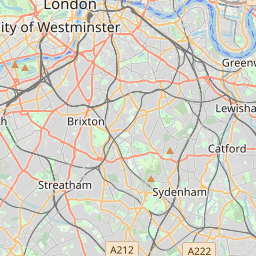 London
ity of Westminster
Greenw
Lewisha
Brixton
h
Catford
Streatham
Sydenham
A212
A222